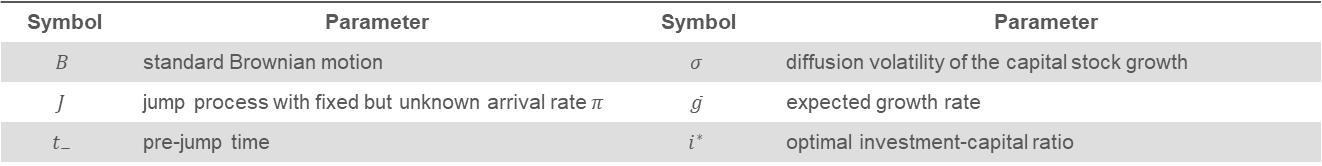 Symbol Parameter Symbol Parameter
B standard Brownian motion σ diffusion volatility of the capital stock growth
J jump process with fixed but unknown arrival rate π ḡ expected growth rate
t₋ pre-jump time i* optimal investment-capital ratio